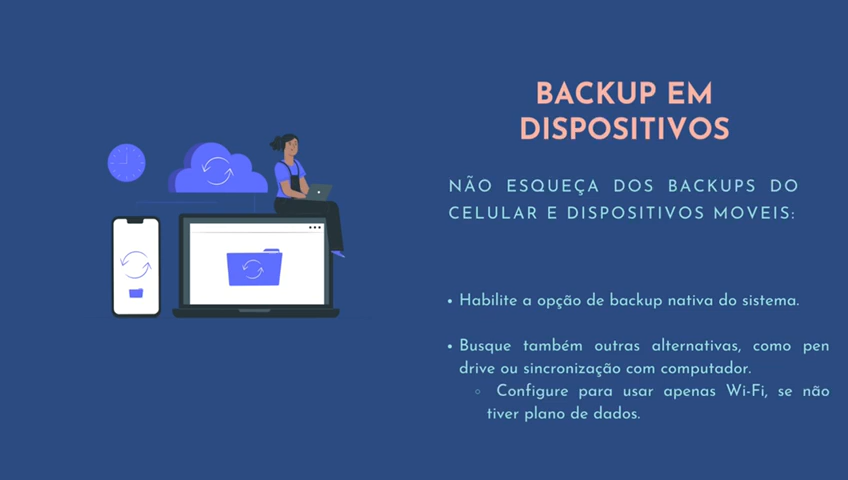 BACKUP EM
DISPOSITIVOS
NÃO ESQUEÇA DOS BACKUPS DO
CELULAR E DISPOSITIVOS MOVEIS:
• Habilite a opção de backup nativa do sistema.
• Busque também outras alternativas, como pen
drive ou sincronização com computador.
◦ Configure para usar apenas Wi-Fi, se não
tiver plano de dados.